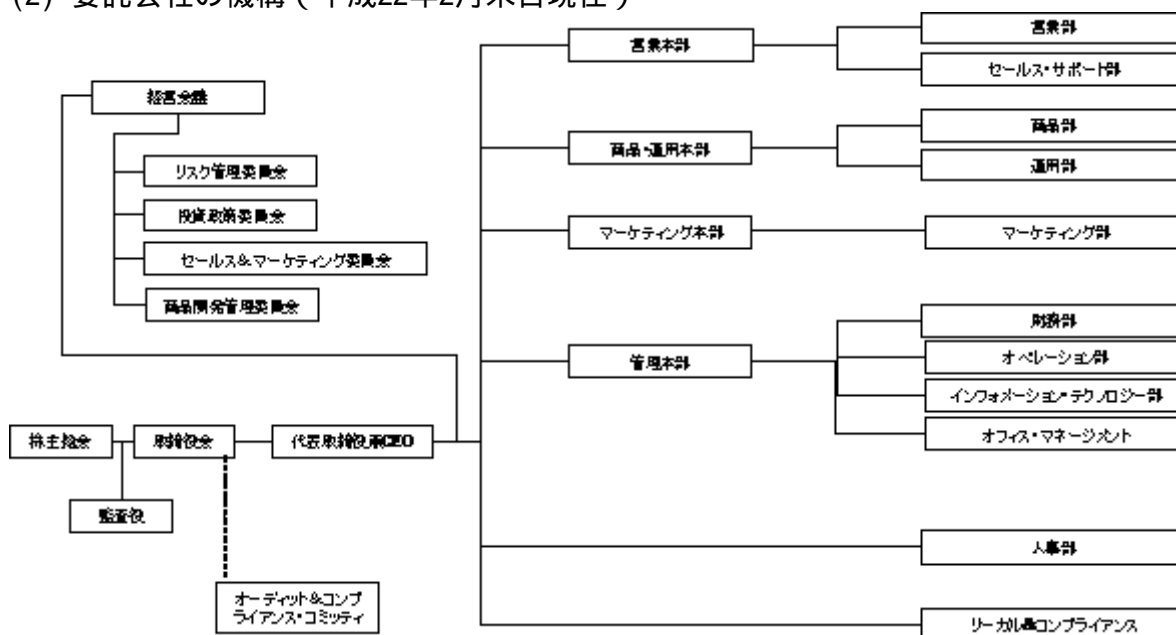 (2) 委託会社の機構(平成22年2月末日現在)
経営会議
リスク管理委員会
投資政策委員会
セールス&マーケティング委員会
商品開発管理委員会
株主総会
取締役会
代表取締役兼CEO
監査役
オーディット&コンプ
ライアンス・コミッティ
営業本部
営業部
セールス・サポート部
商品・運用本部
商品部
運用部
マーケティング本部
マーケティング部
管理本部
財務部
オペレーション部
インフォメーション・テクノロジー部
オフィス・マネージメント
人事部
リーガル&コンプライアンス